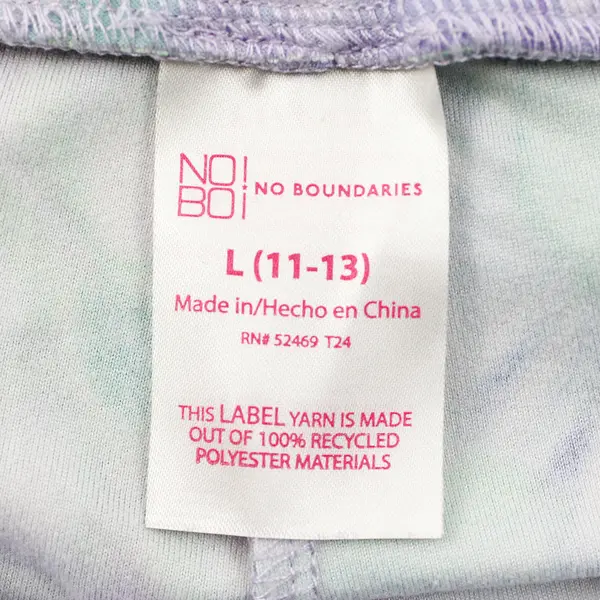 NO!
BOi
NO BOUNDARIES
L (11-13)
Made in/Hecho en China
RN# 52469 T24
THIS LABEL YARN IS MADE
OUT OF 100% RECYCLED
POLYESTER MATERIALS